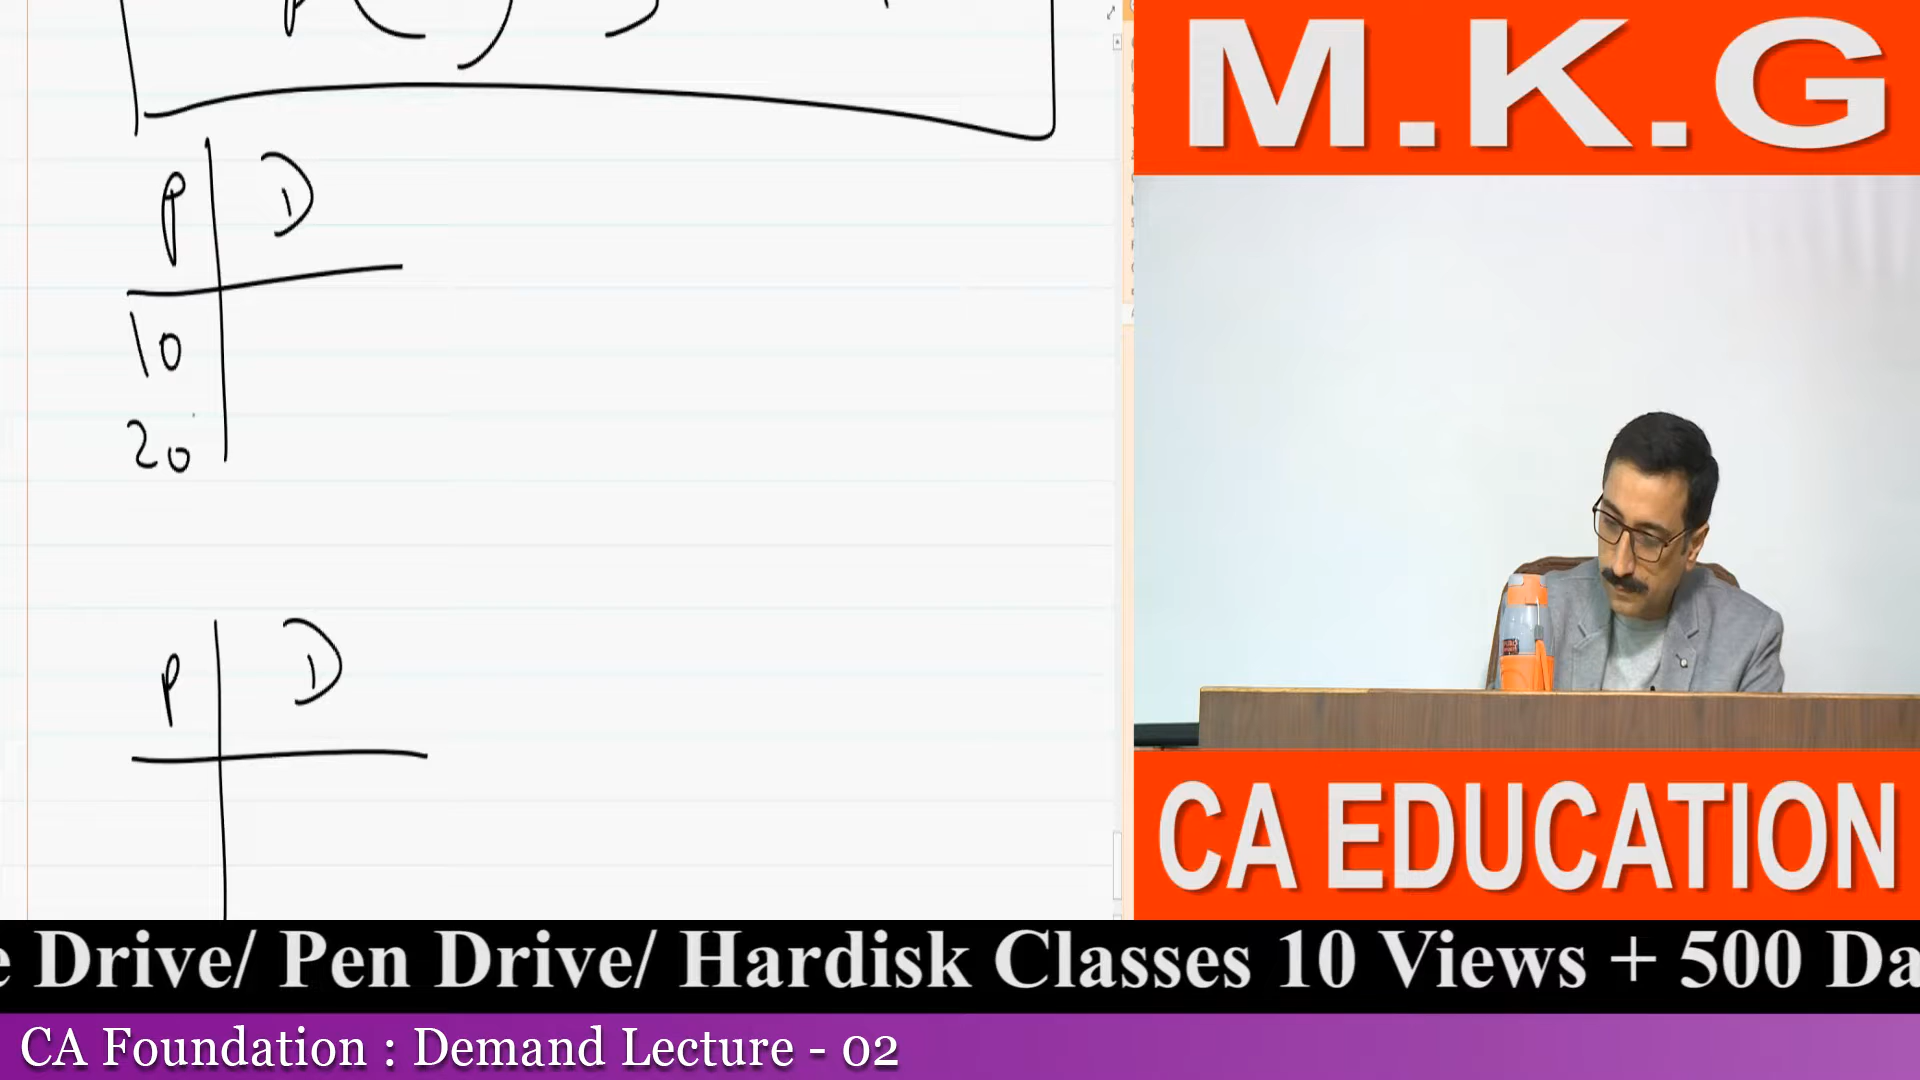 P D
10
20
P D
M.K.G
CA EDUCATION
e Drive/ Pen Drive/ Hardisk Classes 10 Views + 500 Da
CA Foundation : Demand Lecture - 02